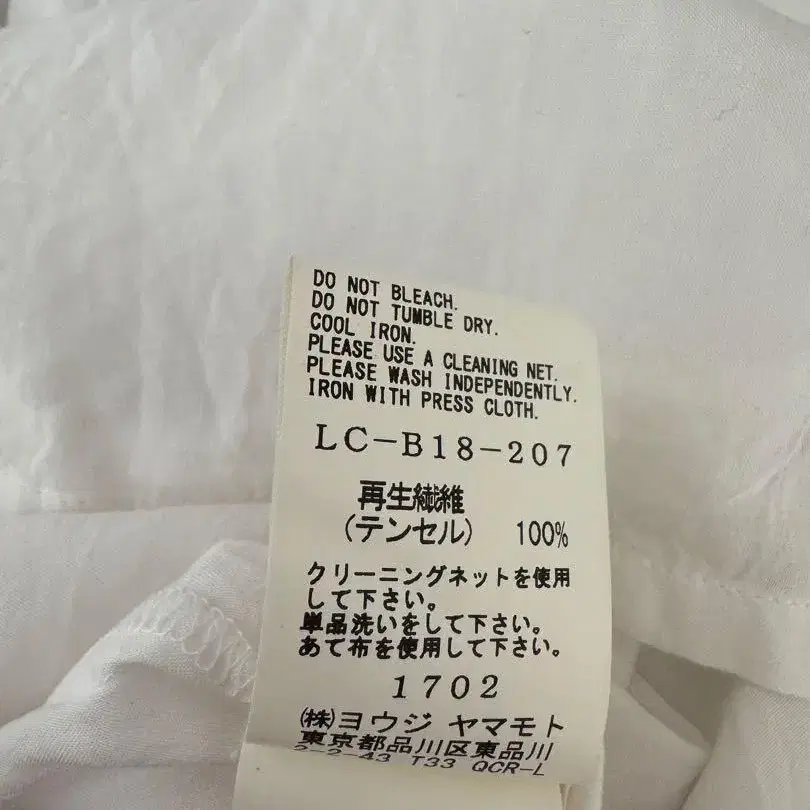 DO NOT BLEACH.
DO NOT TUMBLE DRY.
COOL IRON.
PLEASE USE A CLEANING NET.
PLEASE WASH INDEPENDENTLY.
IRON WITH PRESS CLOTH.
LC-B18-207
再生繊維
(テンセル) 100%
クリーニングネットを使用
して下さい。
単品洗いをして下さい。
あて布を使用して下さい。
1702
㈱ヨウジ ヤマモト
東京都品川区東品川
2-2-43 T33 QCR-L